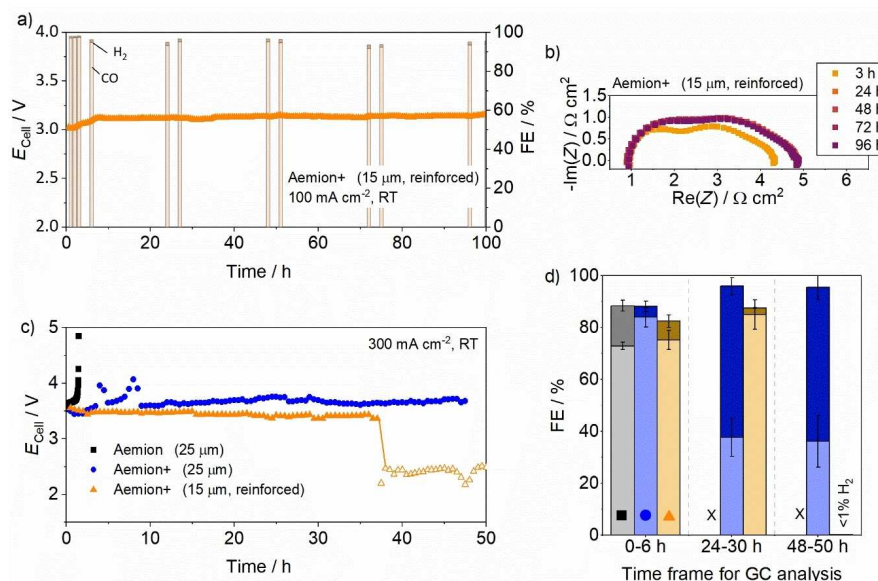 a)
4.0
3.5
3.0
2.5
2.0
E_Cell / V
H2
CO
Aemion+ (15 μm, reinforced)
100 mA cm-2, RT
100
80
60
40
20
0
FE / %
0 20 40 60 80 100
Time / h
b)
Aemion+ (15 μm, reinforced)
3 h
24 h
48 h
72 h
96 h
1.5
1.0
0.5
0.0
-Im(Z) / Ω cm2
1 2 3 4 5 6
Re(Z) / Ω cm2
c)
300 mA cm-2, RT
5
4
3
2
E_Cell / V
Aemion (25 μm)
Aemion+ (25 μm)
Aemion+ (15 μm, reinforced)
0 10 20 30 40 50
Time / h
d)
100
80
60
40
20
0
FE / %
X
X
<1% H2
0-6 h 24-30 h 48-50 h
Time frame for GC analysis